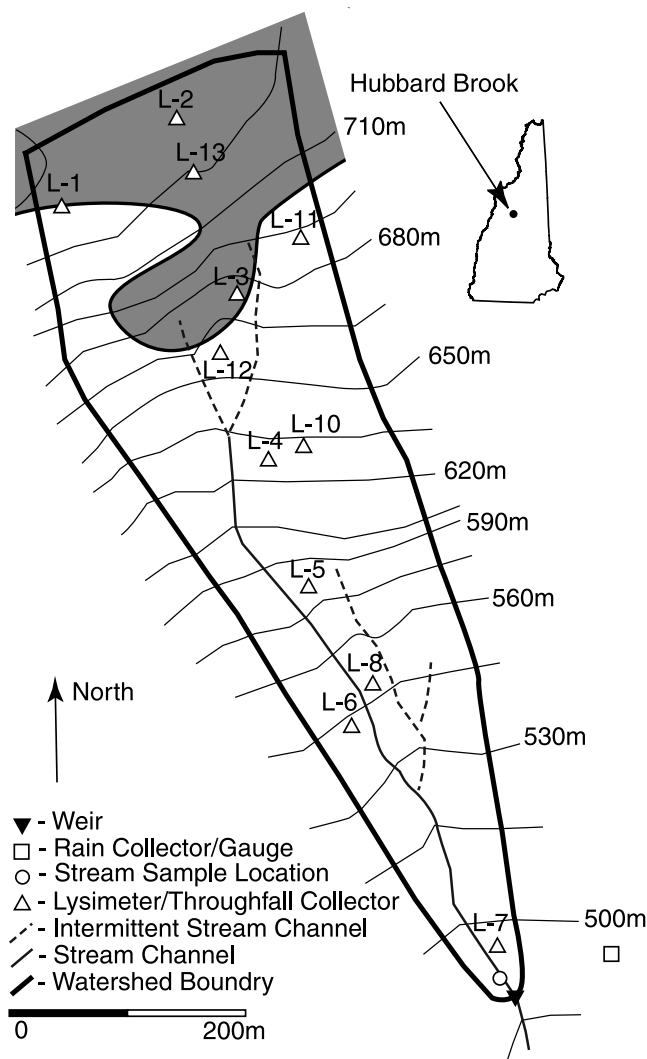 Hubbard Brook
L-2
710m
L-13
L-1
L-11
680m
L-3
650m
L-12
L-10
L-4
620m
590m
L-5
560m
L-8
North
L-6
530m
- Weir
- Rain Collector/Gauge
- Stream Sample Location
- Lysimeter/Throughfall Collector
- Intermittent Stream Channel
- Stream Channel
- Watershed Boundry
L-7
500m
0
200m